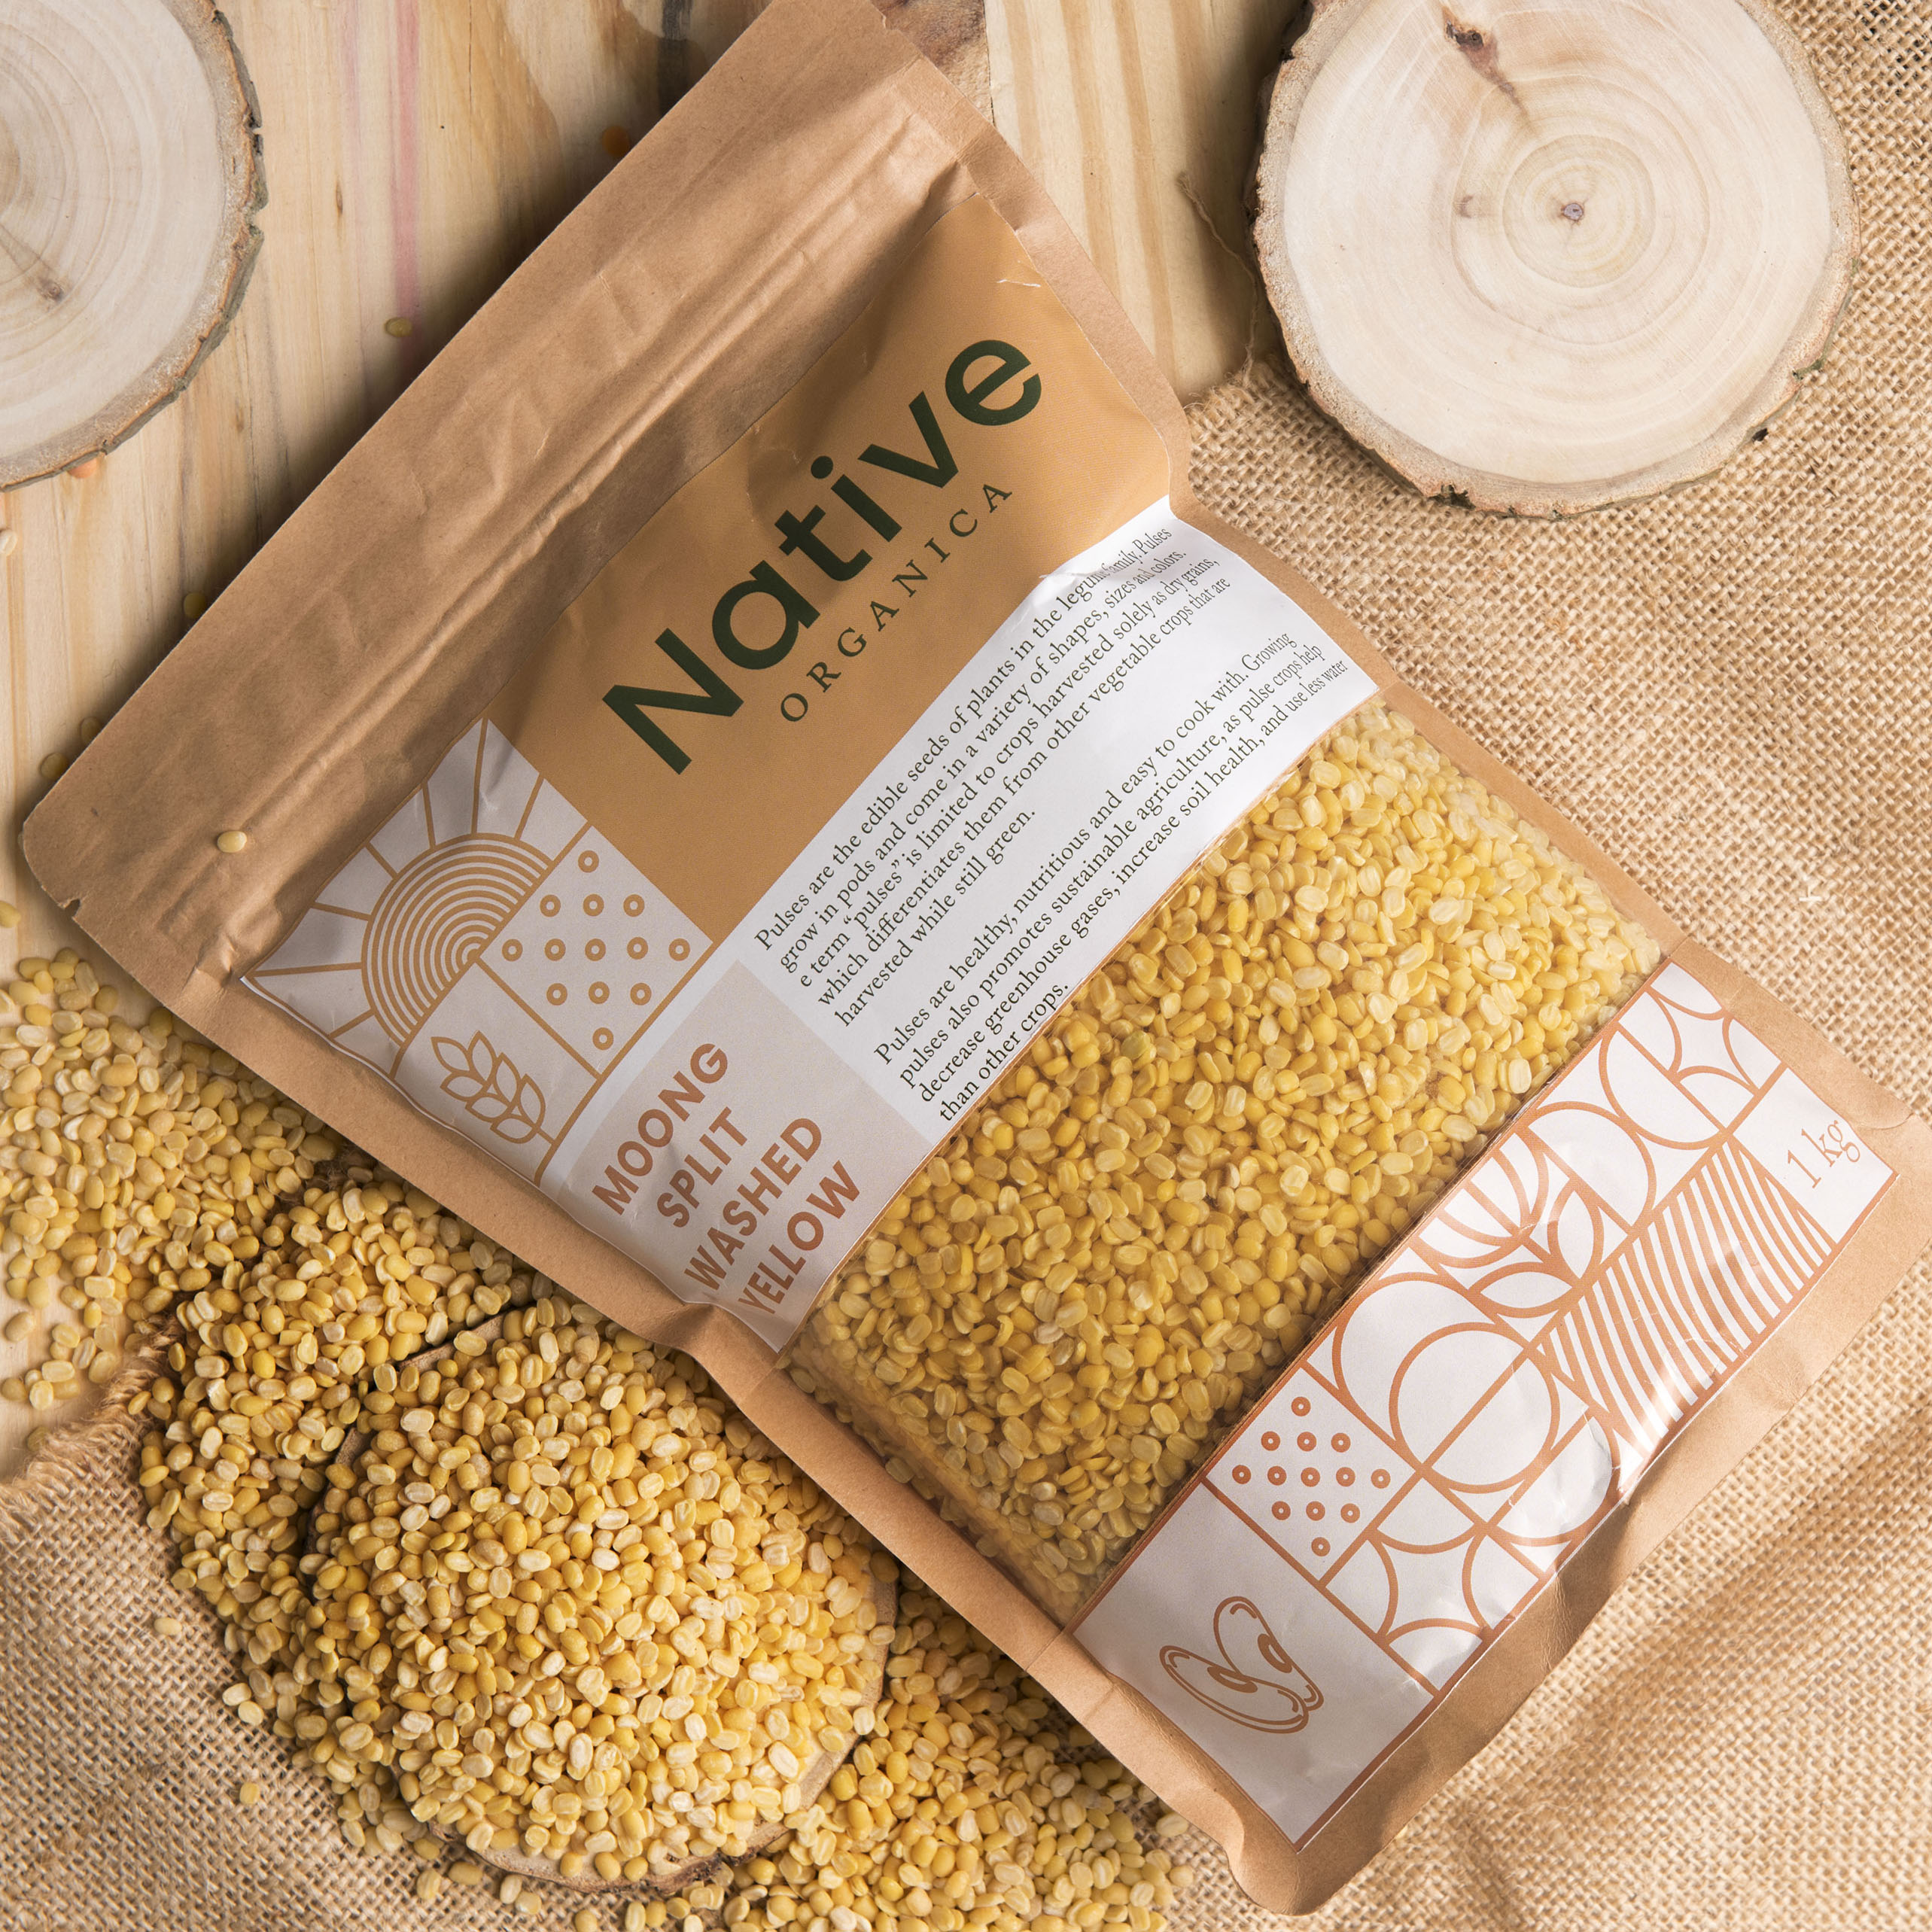 Native
ORGANICA
Pulses are the edible seeds of plants in the legum family. Pulses
grow in pods and come in a variety of shapes, sizes and colors.
e term “pulses” is limited to crops harvested solely as dry grains,
which differentiates them from other vegetable crops that are
harvested while still green.
Pulses are healthy, nutritious and easy to cook with. Growing
pulses also promotes sustainable agriculture, as pulse crops help
decrease greenhouse gases, increase soil health, and use less water
than other crops.
MOONG
SPLIT
WASHED
YELLOW
1 kg